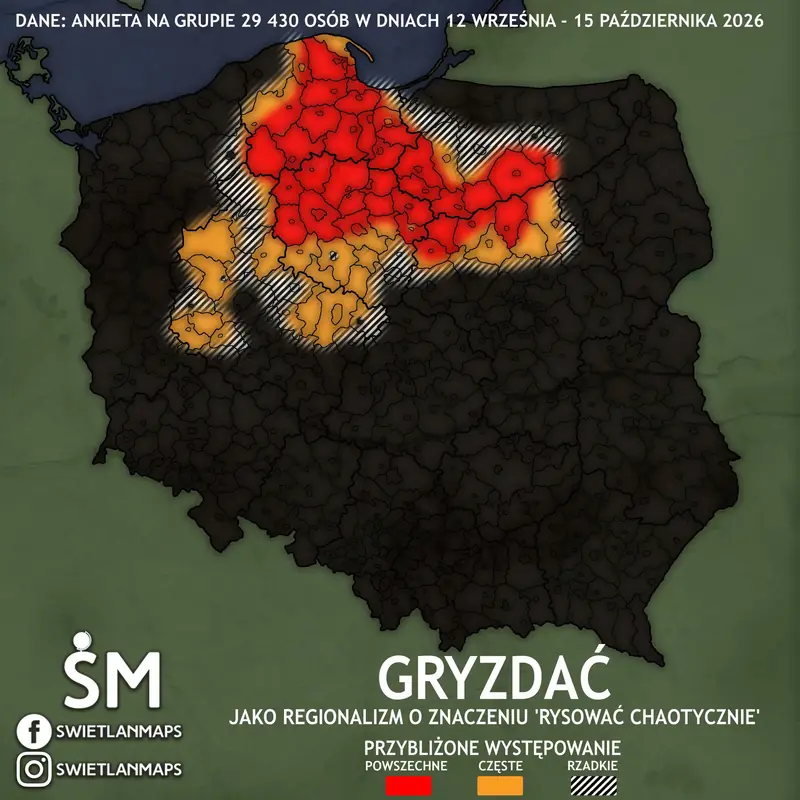 DANE: ANKIETA NA GRUPIE 29 430 OSÓB W DNIACH 12 WRZEŚNIA - 15 PAŹDZIERNIKA 2026
ŚM
SWIETLANMAPS
SWIETLANMAPS
GRYZDAĆ
JAKO REGIONALIZM O ZNACZENIU 'RYSOWAĆ CHAOTYCZNIE'
PRZYBLIŻONE WYSTĘPOWANIE
POWSZECHNE CZĘSTE RZADKIE